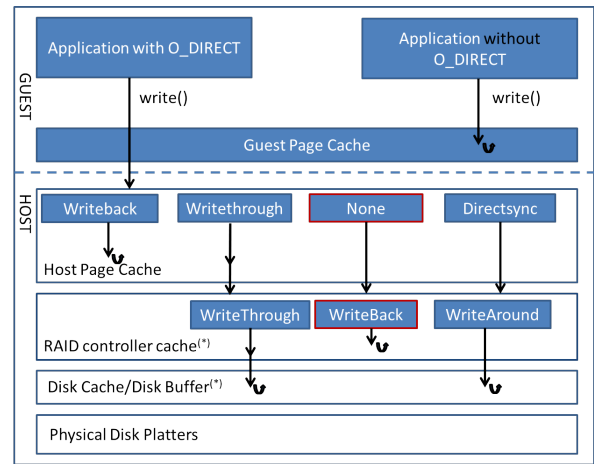 Application with O_DIRECT
Application without
O_DIRECT
GUEST
write()
write()
Guest Page Cache
HOST
Writeback
Writethrough
None
Directsync
Host Page Cache
WriteThrough
WriteBack
WriteAround
RAID controller cache(*)
Disk Cache/Disk Buffer(*)
Physical Disk Platters